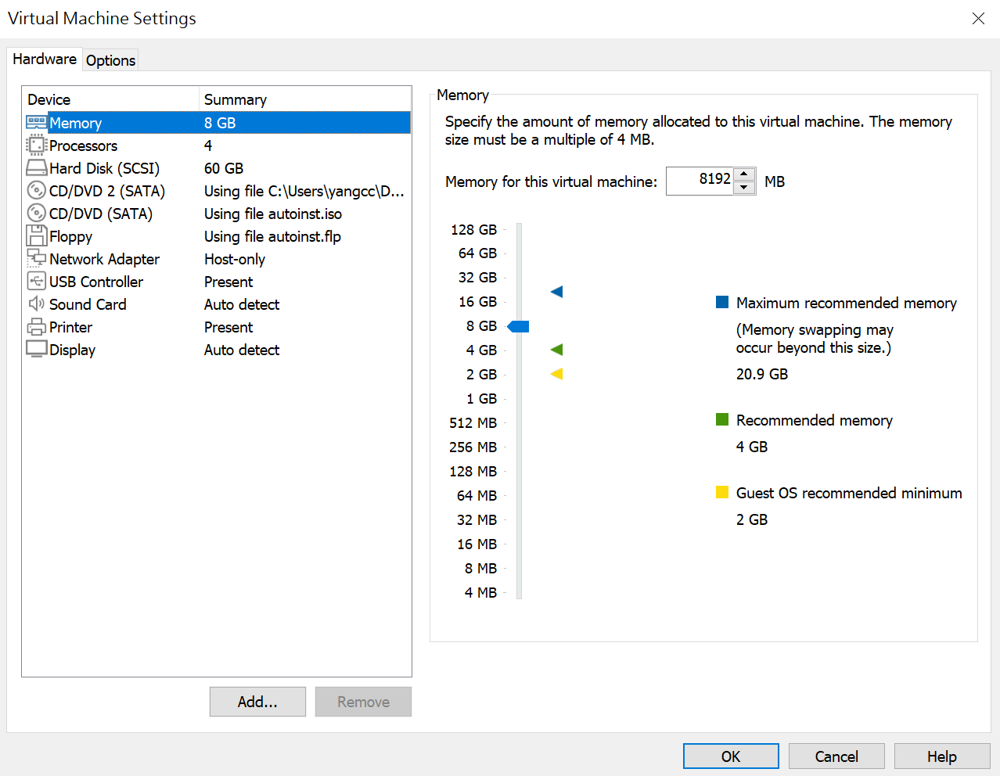 Virtual Machine Settings
Hardware
Options
Device Summary
Memory 8 GB
Processors 4
Hard Disk (SCSI) 60 GB
CD/DVD 2 (SATA) Using file C:\Users\yangcc\D...
CD/DVD (SATA) Using file autoinst.iso
Floppy Using file autoinst.flp
Network Adapter Host-only
USB Controller Present
Sound Card Auto detect
Printer Present
Display Auto detect
Add...
Remove
Memory
Specify the amount of memory allocated to this virtual machine. The memory
size must be a multiple of 4 MB.
Memory for this virtual machine: 8192 MB
128 GB
64 GB
32 GB
16 GB
8 GB
4 GB
2 GB
1 GB
512 MB
256 MB
128 MB
64 MB
32 MB
16 MB
8 MB
4 MB
Maximum recommended memory
(Memory swapping may
occur beyond this size.)
20.9 GB
Recommended memory
4 GB
Guest OS recommended minimum
2 GB
OK
Cancel
Help